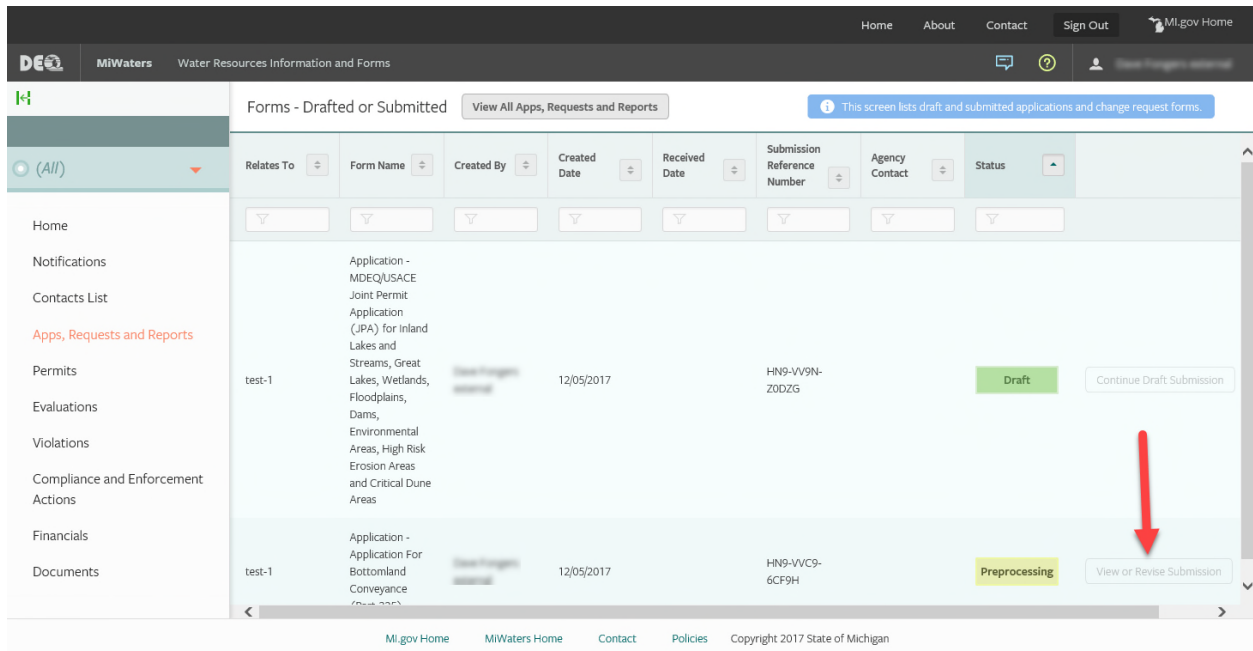 Home About Contact Sign Out MI.gov Home
DEQ MiWaters Water Resources Information and Forms
Forms - Drafted or Submitted View All Apps, Requests and Reports This screen lists draft and submitted applications and change request forms.
(All)
Home
Notifications
Contacts List
Apps, Requests and Reports
Permits
Evaluations
Violations
Compliance and Enforcement
Actions
Financials
Documents
Relates To
Form Name
Created By
Created
Date
Received
Date
Submission
Reference
Number
Agency
Contact
Status
test-1
Application -
MDEQ/USACE
Joint Permit
Application
(JPA) for Inland
Lakes and
Streams, Great
Lakes, Wetlands,
Floodplains,
Dams,
Environmental
Areas, High Risk
Erosion Areas
and Critical Dune
Areas
12/05/2017
HN9-VV9N-
Z0DZG
Draft
Continue Draft Submission
test-1
Application -
Application For
Bottomland
Conveyance
(Part 325)
12/05/2017
HN9-VVC9-
6CF9H
Preprocessing
View or Revise Submission
MI.gov Home MiWaters Home Contact Policies Copyright 2017 State of Michigan